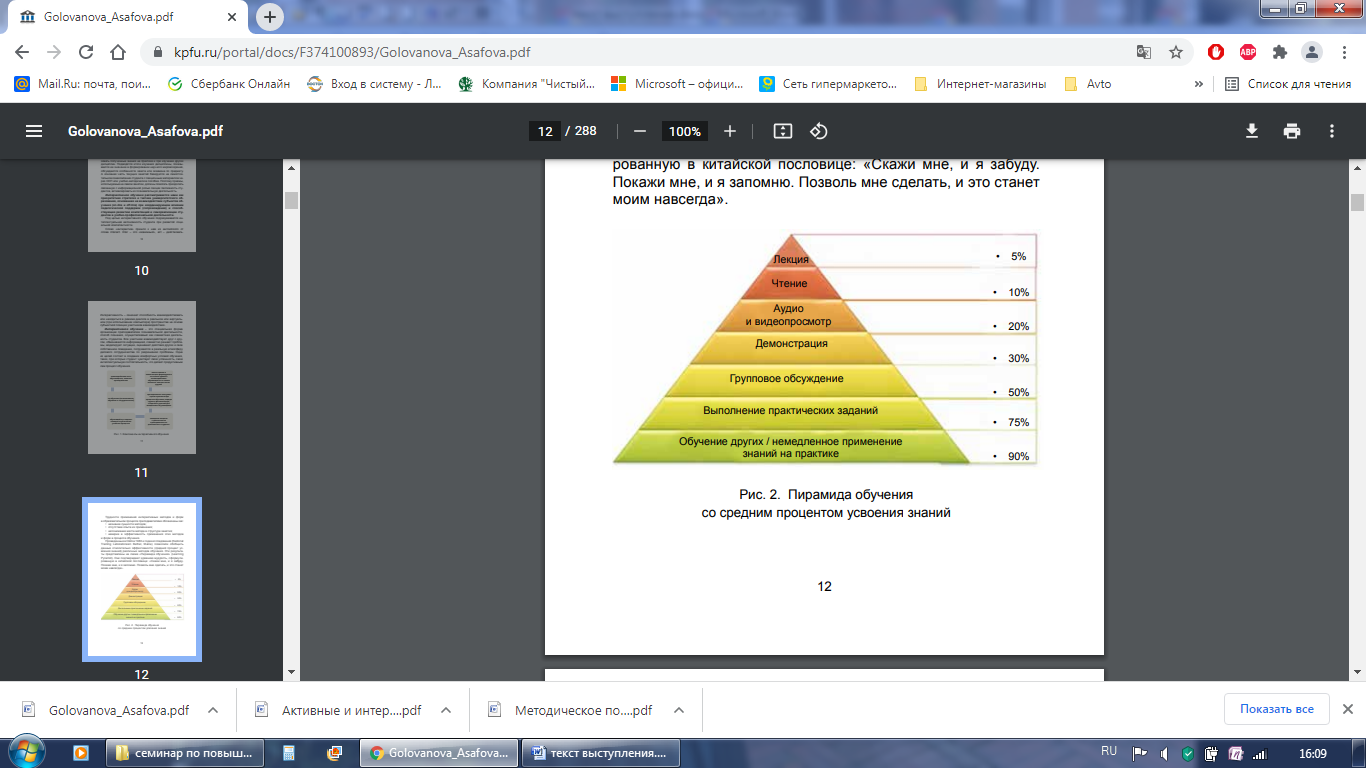 Golovanova_Asafova.pdf
kpfu.ru/portal/docs/F374100893/Golovanova_Asafova.pdf
ABP
Mail.Ru: почта, пои...
Сбербанк Онлайн
Вход в систему - Л...
Компания "Чистый...
Microsoft – офици...
Сеть гипермаркето...
Интернет-магазины
Avto
»
Список для чтения
Golovanova_Asafova.pdf
12 / 288
100%
10
11
12
рованную в китайской пословице: «Скажи мне, и я забуду.
Покажи мне, и я запомню. Позволь мне сделать, и это станет
моим навсегда».
Лекция
• 5%
Чтение
• 10%
Аудио
и видеопросмотр
• 20%
Демонстрация
• 30%
Групповое обсуждение
• 50%
Выполнение практических заданий
• 75%
Обучение других / немедленное применение
знаний на практике
• 90%
Рис. 2. Пирамида обучения
со средним процентом усвоения знаний
12
Golovanova_Asafova.pdf
Активные и интер....pdf
Методическое по....pdf
Показать все
семинар по повыш...
Golovanova_Asafova...
текст выступления....
RU
16:09